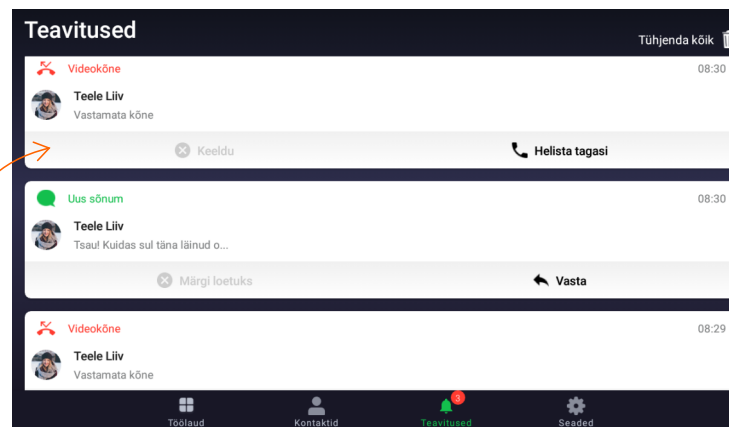 Teavitused
Tühjenda kõik
Videokõne 08:30
Teele Liiv
Vastamata kõne
Keeldu Helista tagasi
Uus sõnum 08:30
Teele Liiv
Tsau! Kuidas sul täna läinud o...
Märgi loetuks Vasta
Videokõne 08:29
Teele Liiv
Vastamata kõne
3
Töölaud Kontaktid Teavitused Seaded